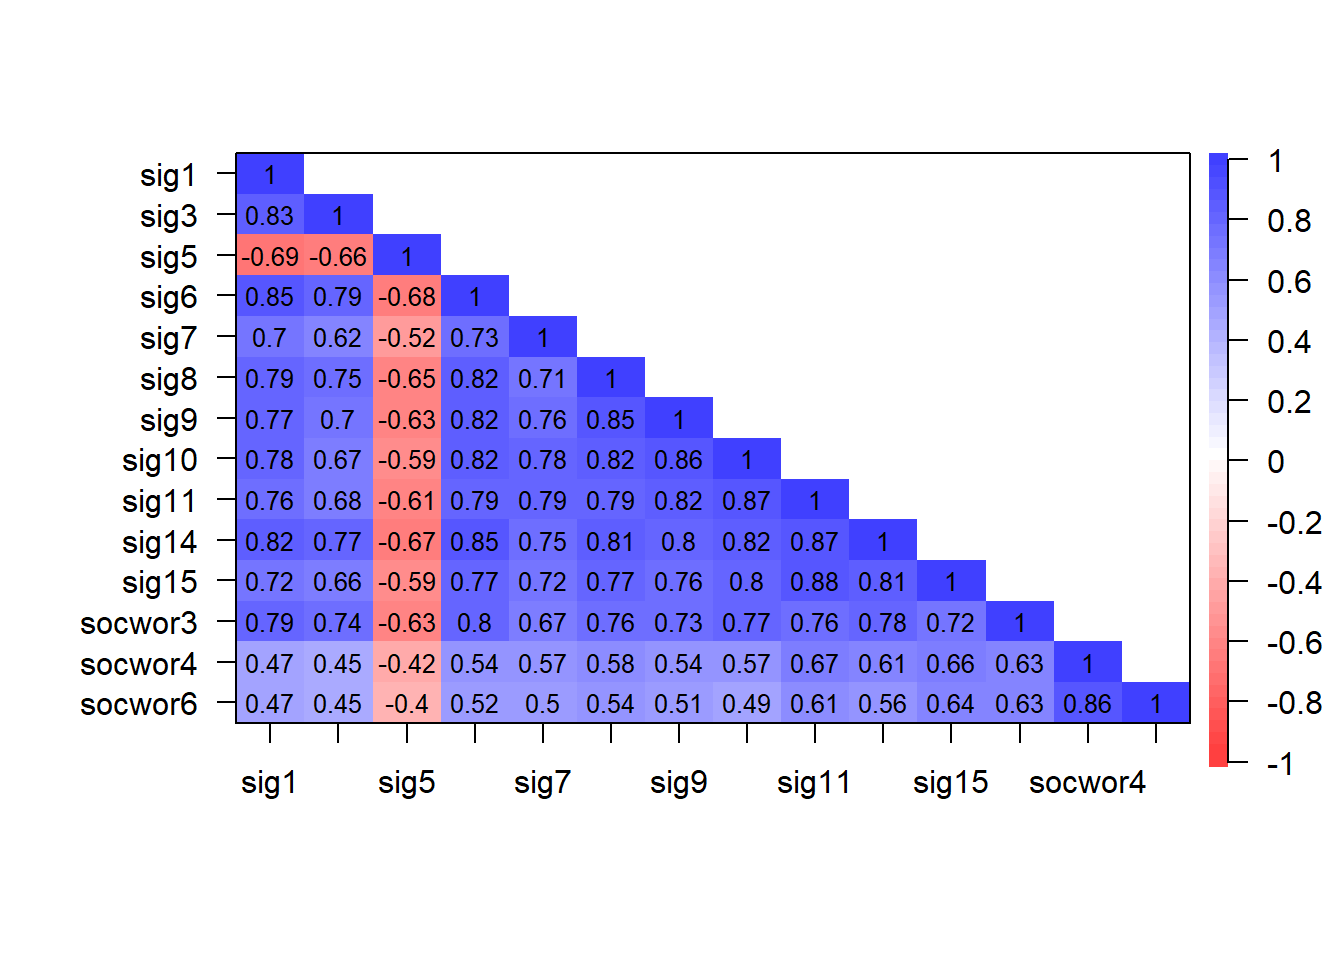 sig1 1
sig3 0.83 1
sig5 -0.69 -0.66 1
sig6 0.85 0.79 -0.68 1
sig7 0.7 0.62 -0.52 0.73 1
sig8 0.79 0.75 -0.65 0.82 0.71 1
sig9 0.77 0.7 -0.63 0.82 0.76 0.85 1
sig10 0.78 0.67 -0.59 0.82 0.78 0.82 0.86 1
sig11 0.76 0.68 -0.61 0.79 0.79 0.79 0.82 0.87 1
sig14 0.82 0.77 -0.67 0.85 0.75 0.81 0.8 0.82 0.87 1
sig15 0.72 0.66 -0.59 0.77 0.72 0.77 0.76 0.8 0.88 0.81 1
socwor3 0.79 0.74 -0.63 0.8 0.67 0.76 0.73 0.77 0.76 0.78 0.72 1
socwor4 0.47 0.45 -0.42 0.54 0.57 0.58 0.54 0.57 0.67 0.61 0.66 0.63 1
socwor6 0.47 0.45 -0.4 0.52 0.5 0.54 0.51 0.49 0.61 0.56 0.64 0.63 0.86 1
sig1 sig5 sig7 sig9 sig11 sig15 socwor4
1
0.8
0.6
0.4
0.2
0
-0.2
-0.4
-0.6
-0.8
-1